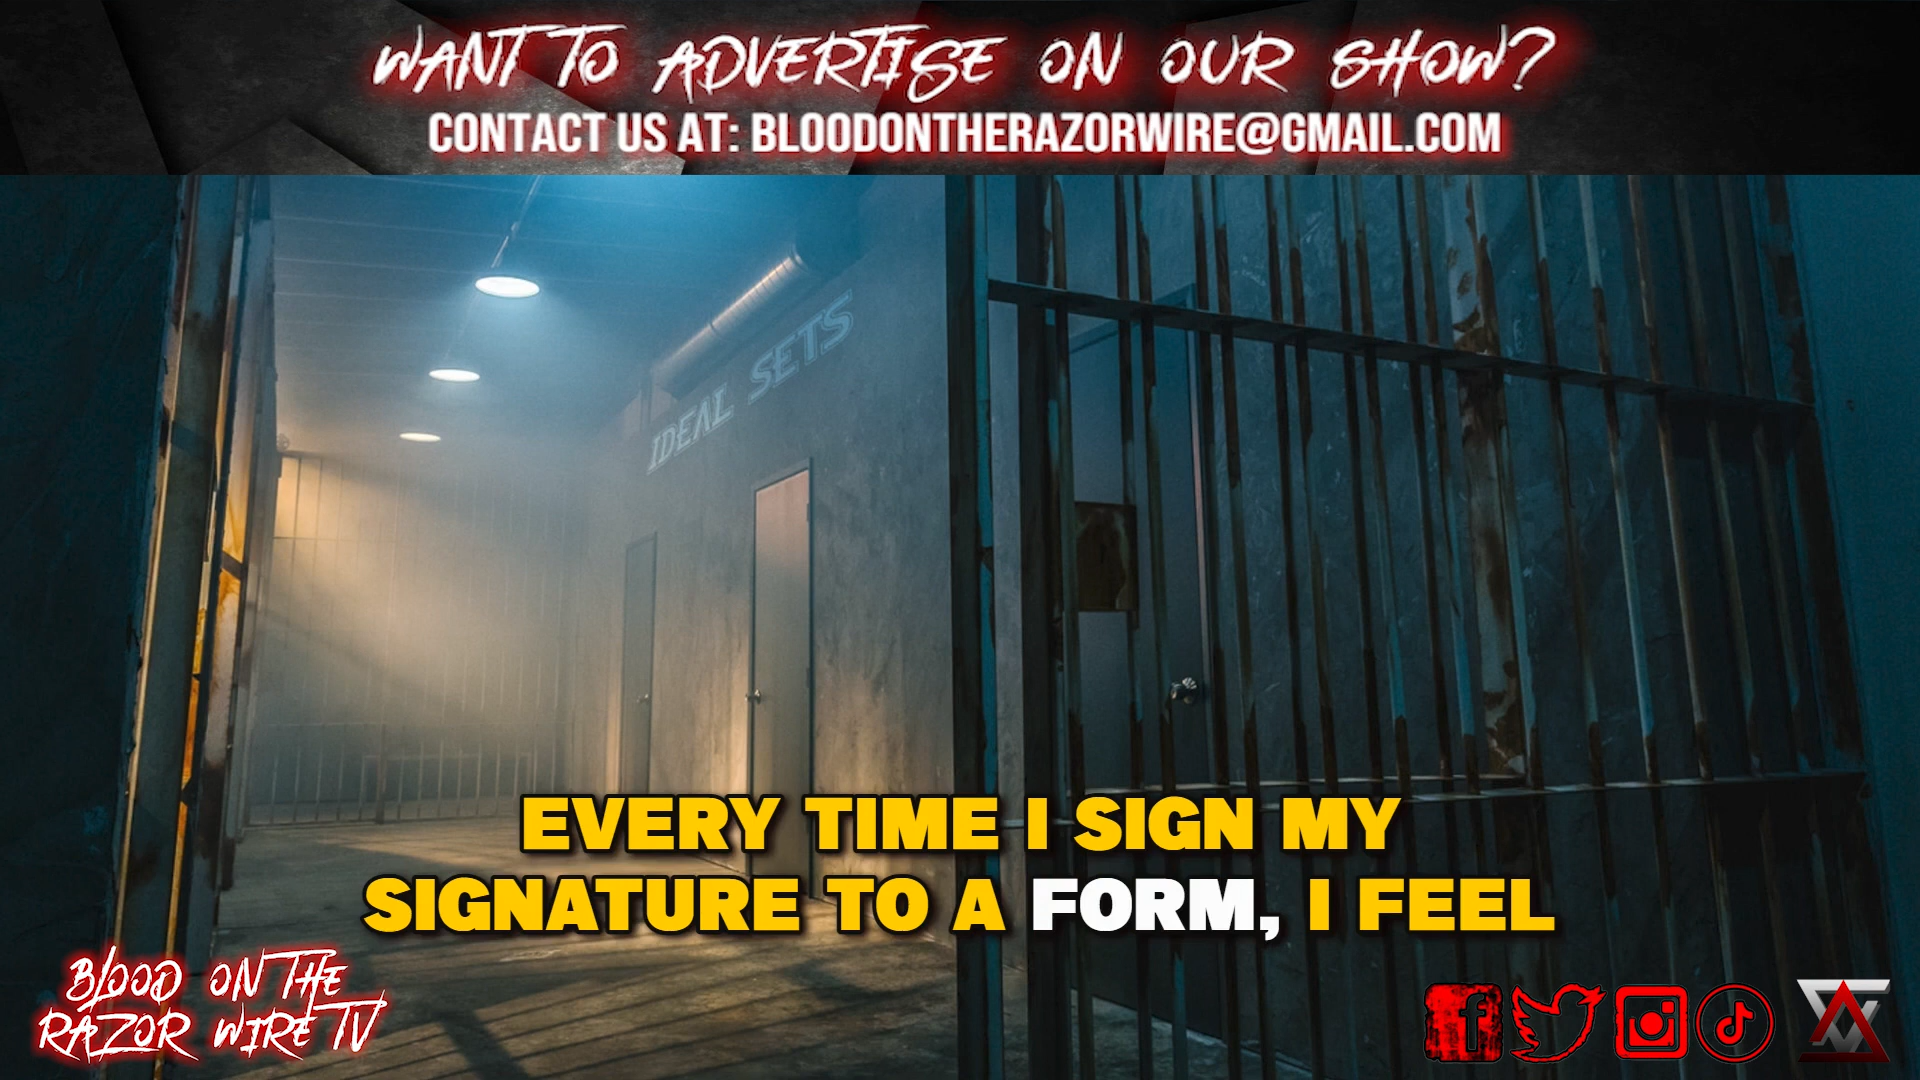 WANT TO ADVERTISE ON OUR SHOW?
CONTACT US AT: BLOODONTHERAZORWIRE@GMAIL.COM
IDEAL SETS
EVERY TIME I SIGN MY
SIGNATURE TO A FORM, I FEEL
BLOOD ON THE
RAZOR WIRE TV